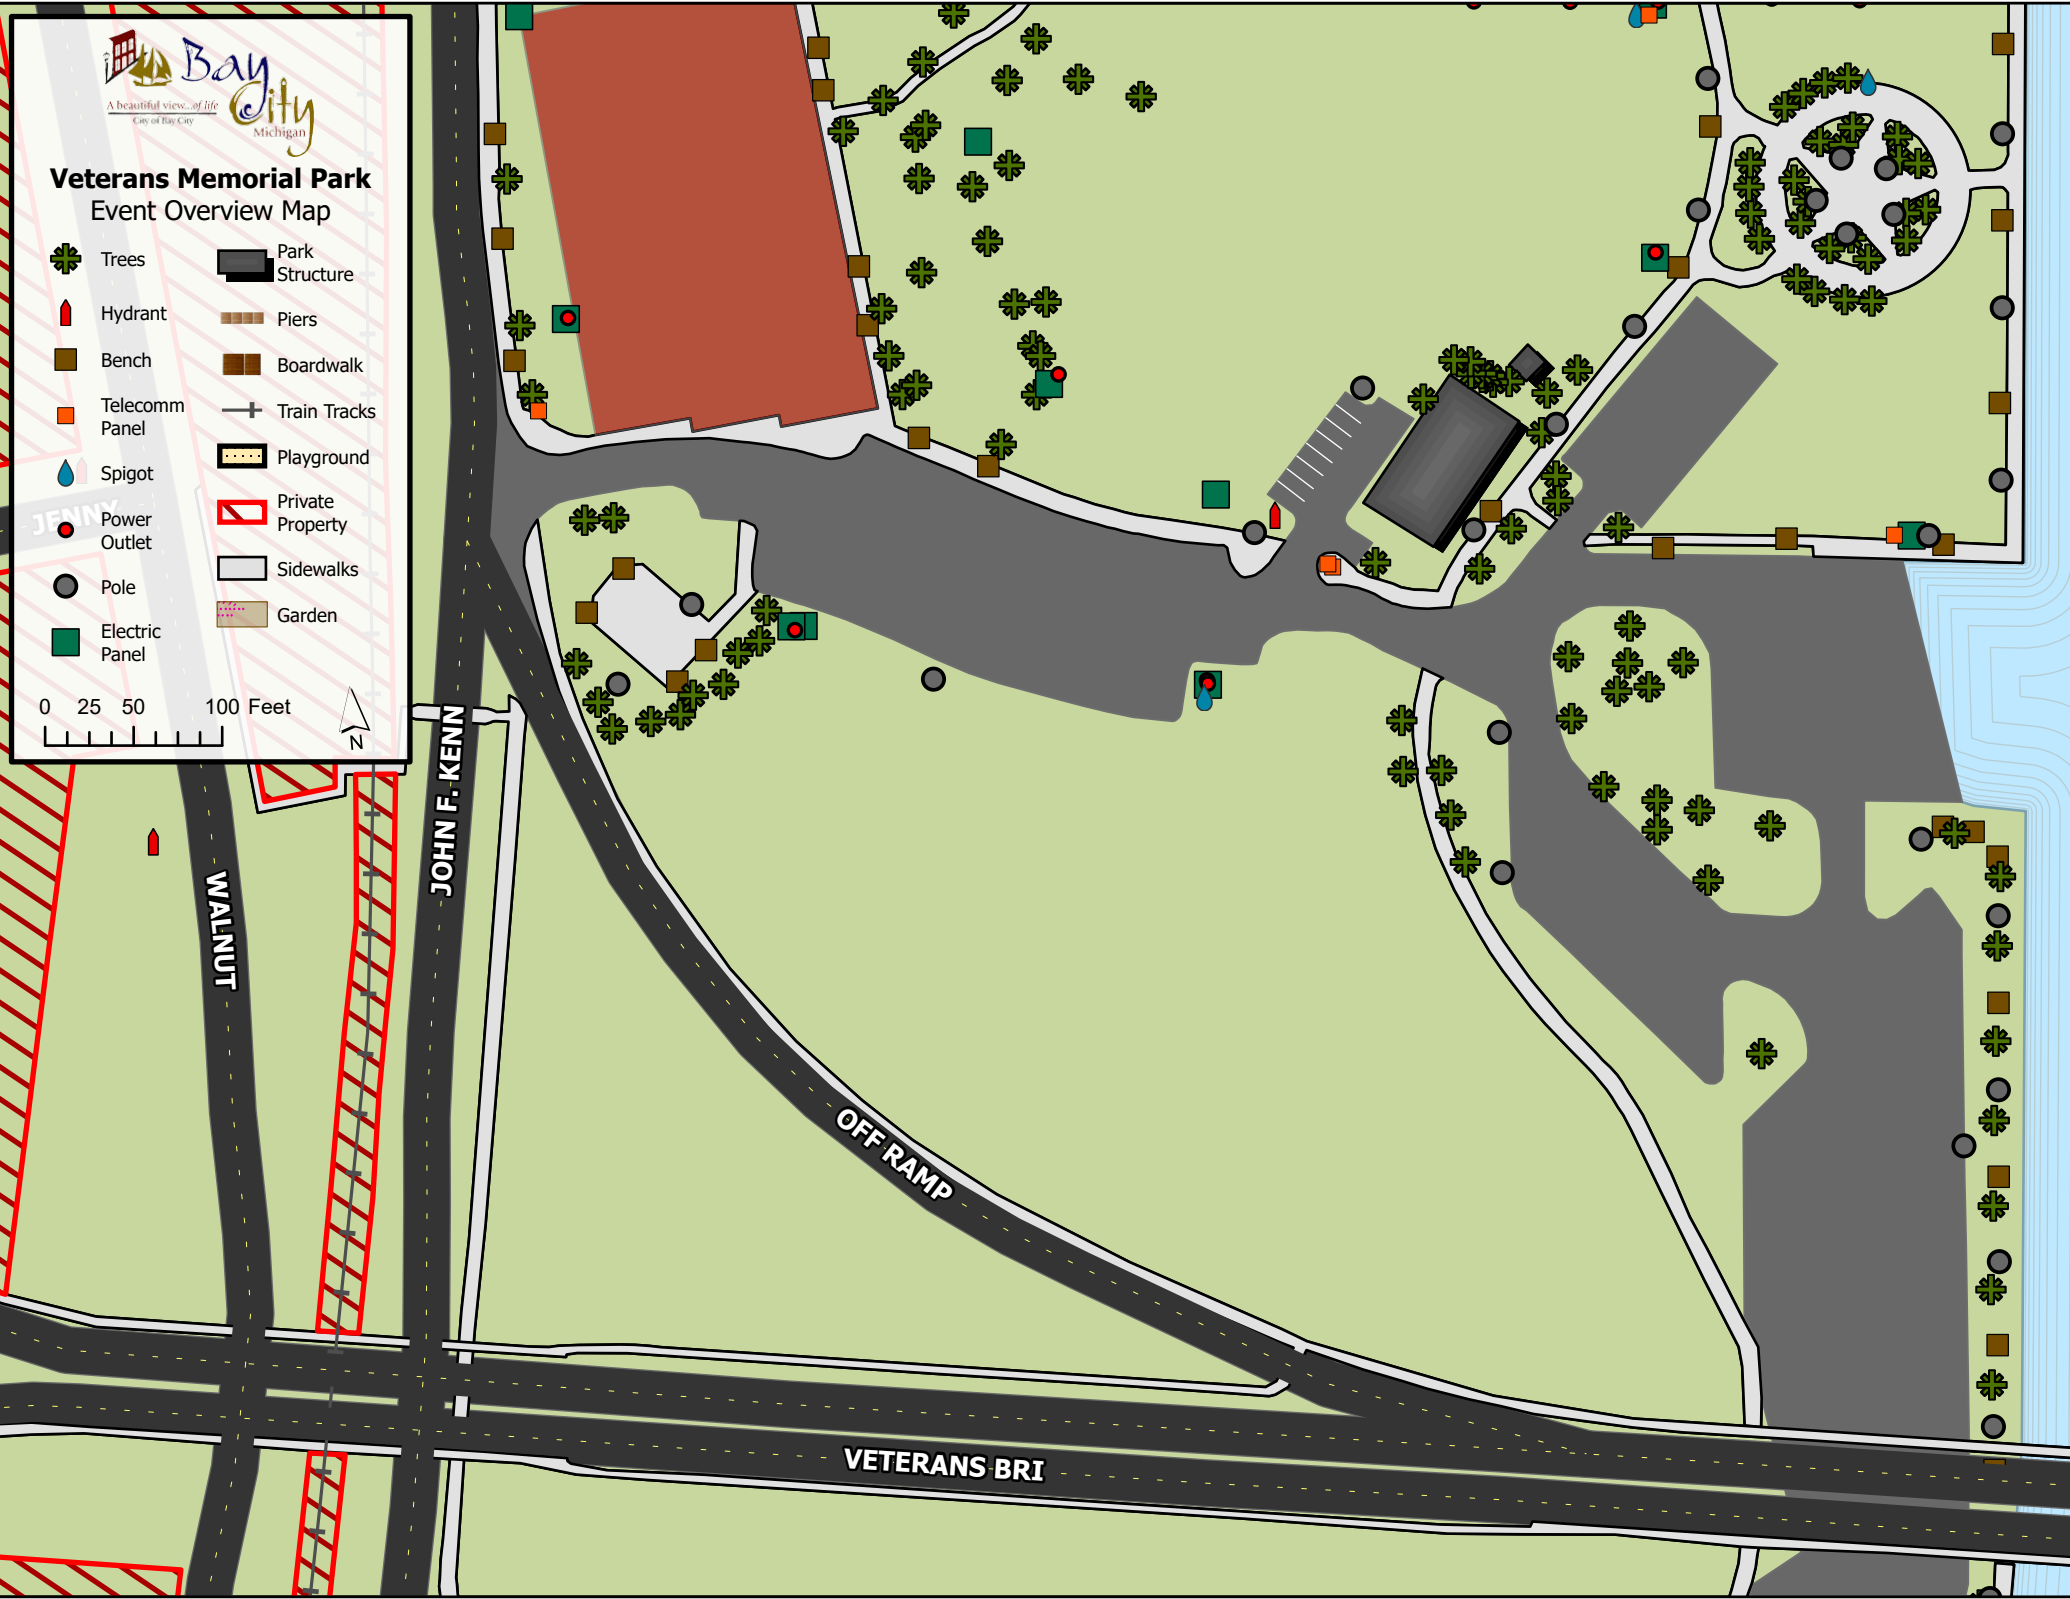 Bay
City
A beautiful view...of life
City of Bay City
Michigan
Veterans Memorial Park
Event Overview Map
Trees
Hydrant
Bench
Telecomm
Panel
Spigot
Power
Outlet
Pole
Electric
Panel
Park
Structure
Piers
Boardwalk
Train Tracks
Playground
Private
Property
Sidewalks
Garden
0 25 50 100 Feet
N
JENNY
WALNUT
JOHN F. KENN
OFF RAMP
VETERANS BRI